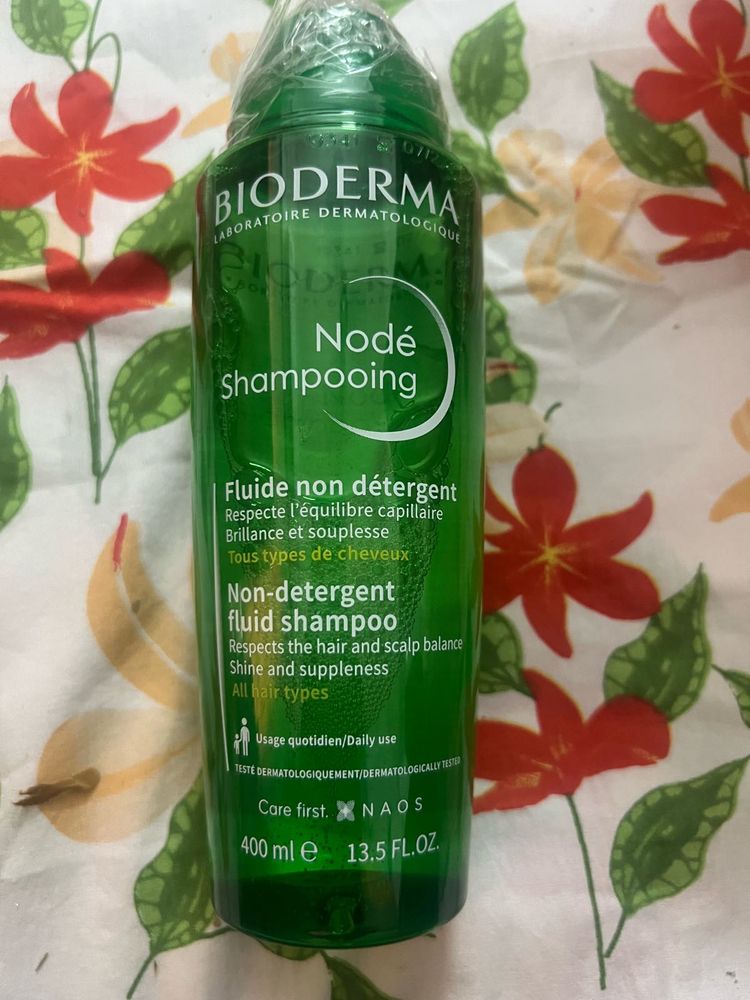 BIODERMA
LABORATOIRE DERMATOLOGIQUE
Nodé
Shampooing
Fluide non détergent
Respecte l'équilibre capillaire
Brillance et souplesse
Tous types de cheveux
Non-detergent
fluid shampoo
Respects the hair and scalp balance
Shine and suppleness
All hair types
Usage quotidien/Daily use
TESTÉ DERMATOLOGIQUEMENT/DERMATOLOGICALLY TESTED
Care first. NAOS
400 ml ℮ 13.5 FL.OZ.